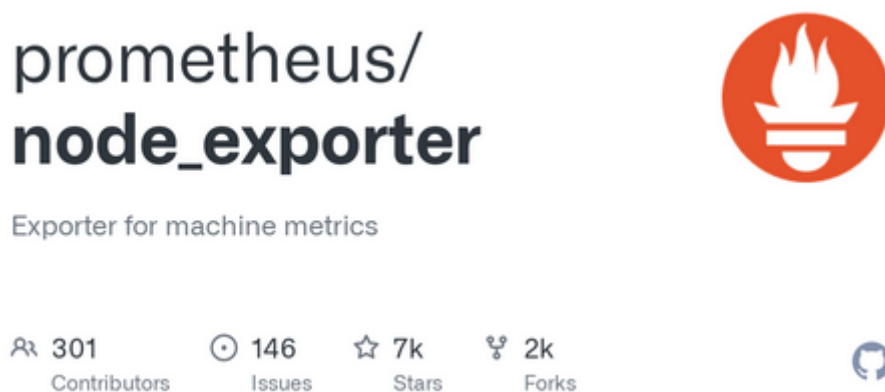 prometheus/
node_exporter
Exporter for machine metrics
301 146 7k 2k
Contributors Issues Stars Forks